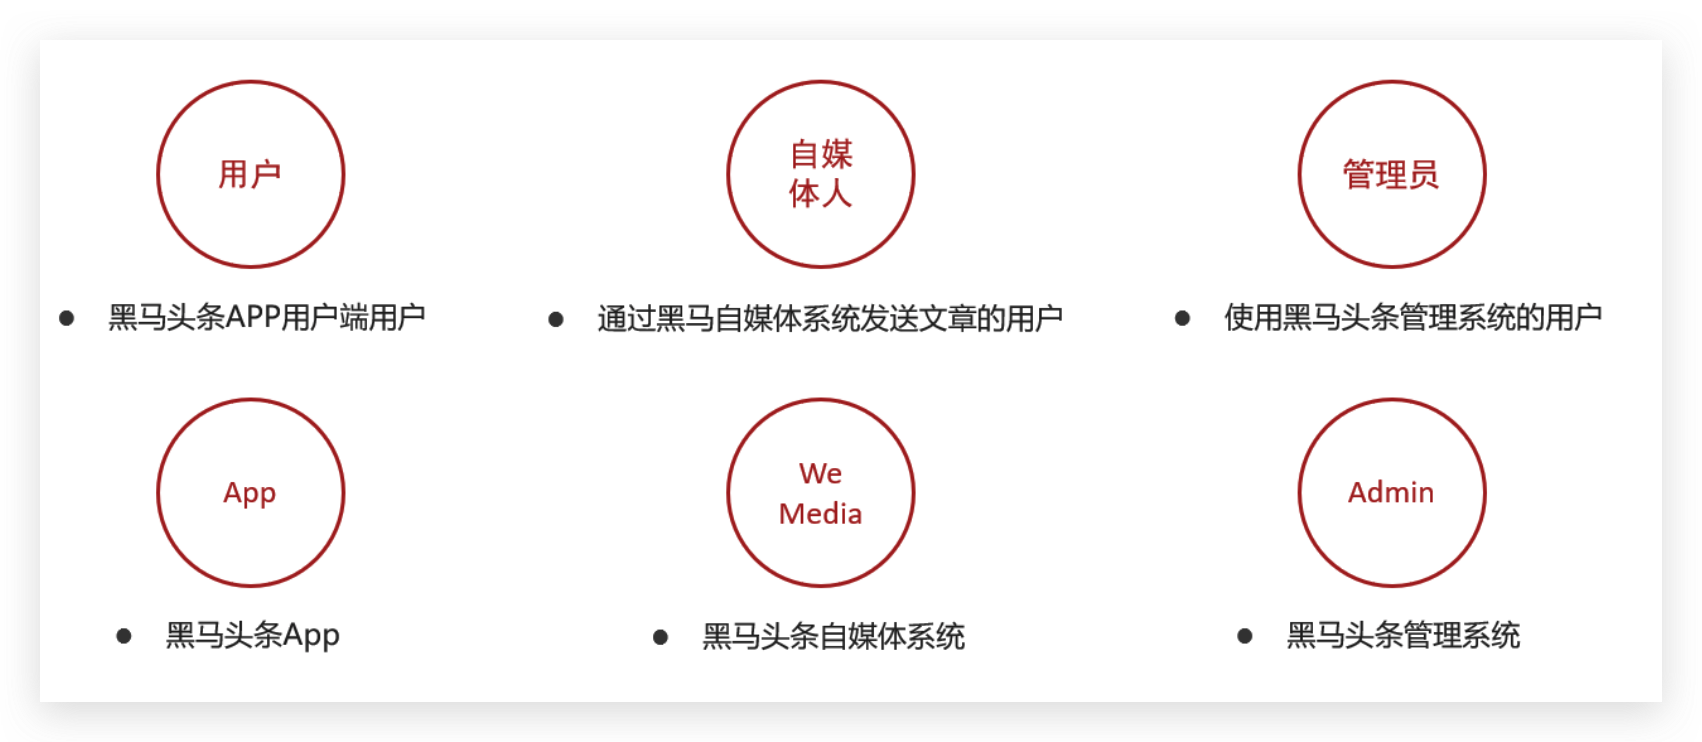 用户
自媒
体人
管理员
● 黑马头条APP用户端用户
● 通过黑马自媒体系统发送文章的用户
● 使用黑马头条管理系统的用户
App
We
Media
Admin
● 黑马头条App
● 黑马头条自媒体系统
● 黑马头条管理系统